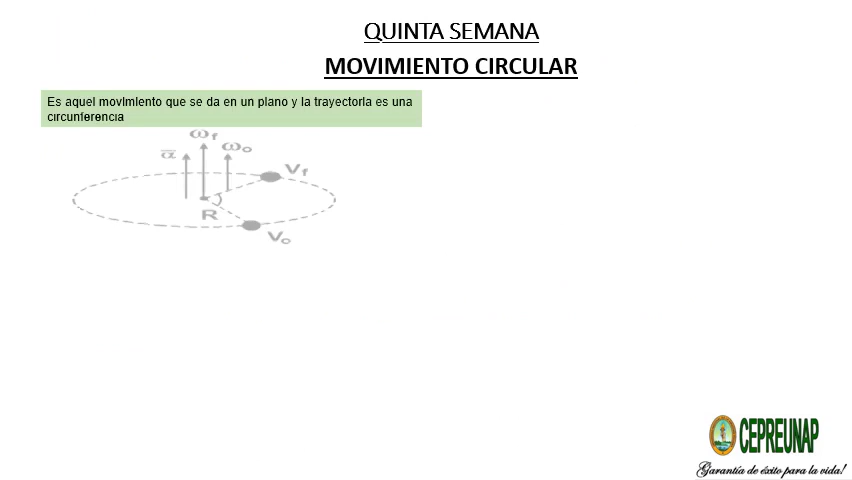 QUINTA SEMANA
MOVIMIENTO CIRCULAR
Es aquel movimiento que se da en un plano y la trayectoria es una
circunferencia
ωf
ωo
α̅
Vf
R
Vo
CEPREUNAP
Garantía de éxito para la vida!